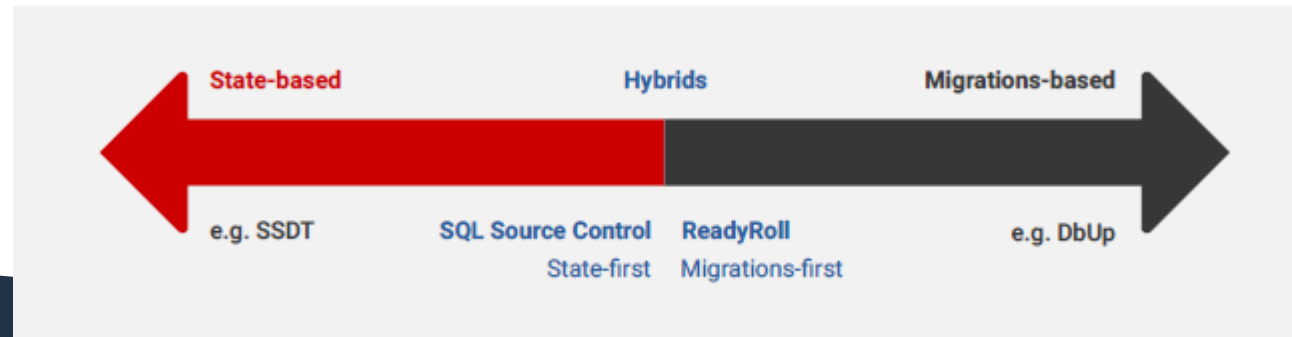 State-based Hybrids Migrations-based
e.g. SSDT SQL Source Control ReadyRoll e.g. DbUp
State-first Migrations-first